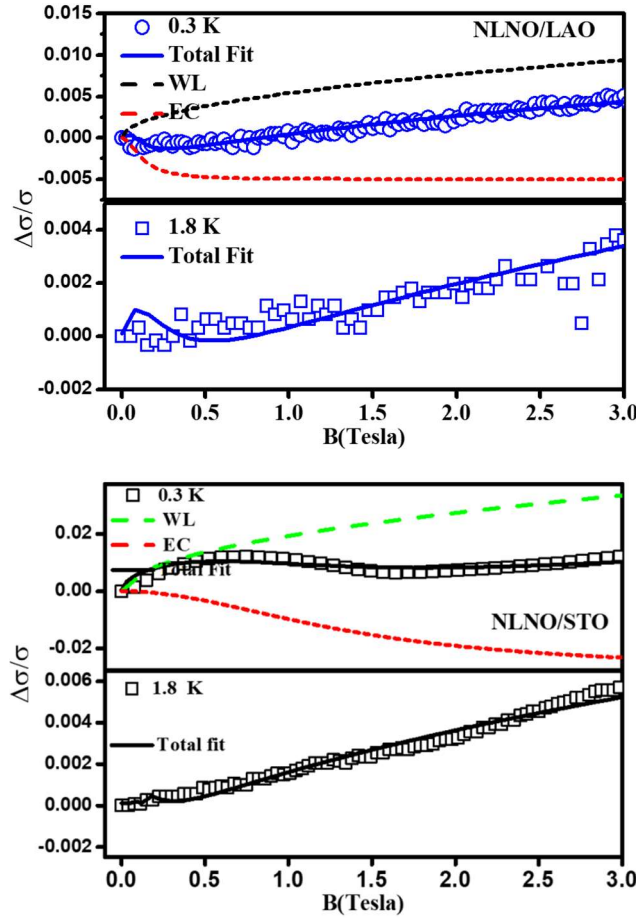 0.015
0.010
0.005
0.000
-0.005
0.3 K
Total Fit
WL
EC
NLNO/LAO
0.004
0.002
0.000
-0.002
1.8 K
Total Fit
Δσ/σ
0.0 0.5 1.0 1.5 2.0 2.5 3.0
B(Tesla)
0.02
0.00
-0.02
0.3 K
WL
EC
Total Fit
NLNO/STO
0.006
0.004
0.002
0.000
-0.002
1.8 K
Total fit
Δσ/σ
0.0 0.5 1.0 1.5 2.0 2.5 3.0
B(Tesla)